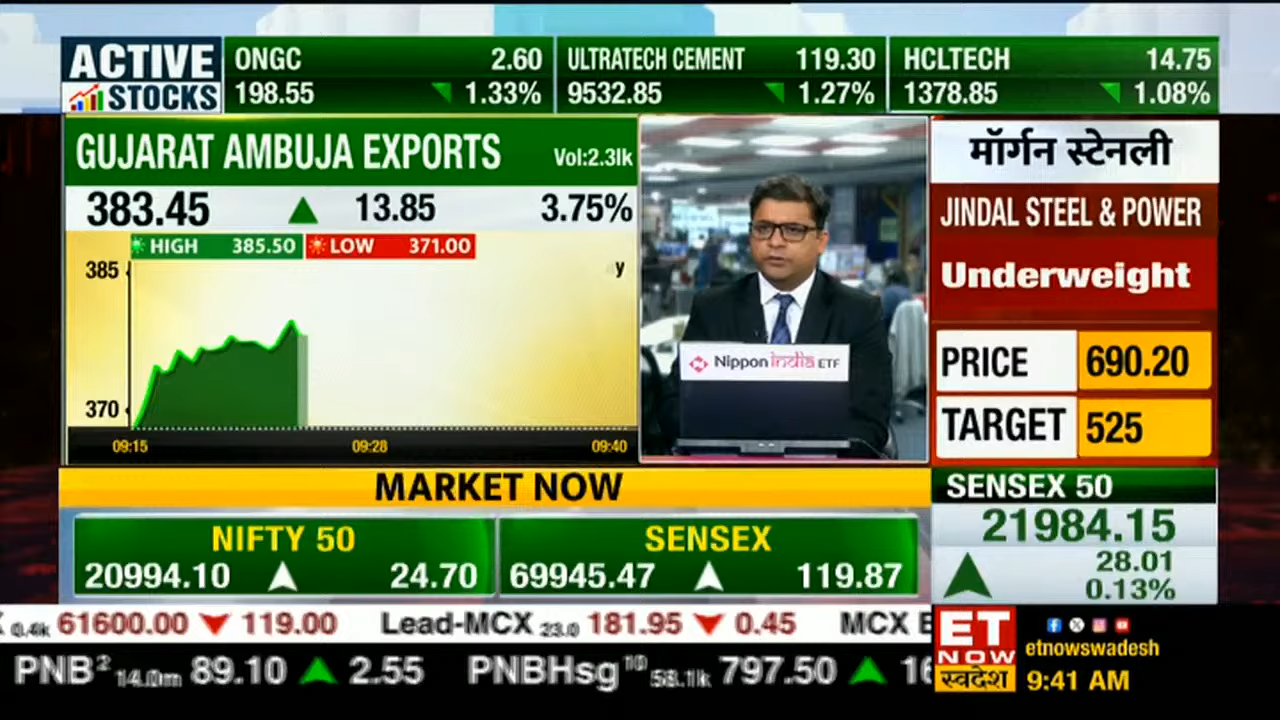 ACTIVE STOCKS
ONGC 2.60
198.55 1.33%
ULTRATECH CEMENT 119.30
9532.85 1.27%
HCLTECH 14.75
1378.85 1.08%
GUJARAT AMBUJA EXPORTS Vol:2.3lk
383.45 13.85 3.75%
HIGH 385.50 LOW 371.00
385
y
370
09:15 09:28 09:40
Nippon india ETF
मॉर्गन स्टेनली
JINDAL STEEL & POWER
Underweight
PRICE 690.20
TARGET 525
MARKET NOW
NIFTY 50
20994.10 24.70
SENSEX
69945.47 119.87
SENSEX 50
21984.15
28.01
0.13%
0.4k 61600.00 119.00 Lead-MCX 23.0 181.95 0.45 MCX
PNB 2 14.0m 89.10 2.55 PNBHsg 10 58.1k 797.50
ET NOW स्वदेश
etnowswadesh
9:41 AM